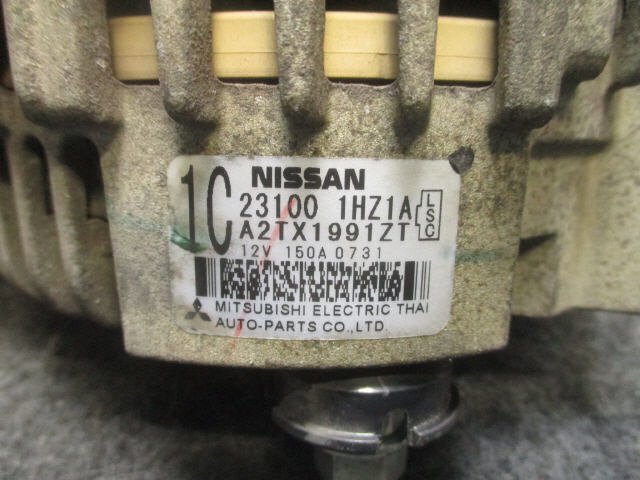 1C NISSAN
23100 1HZ1A
A2TX1991ZT
LSC
12V 150A 0731
MITSUBISHI ELECTRIC THAI
AUTO-PARTS CO.,LTD.